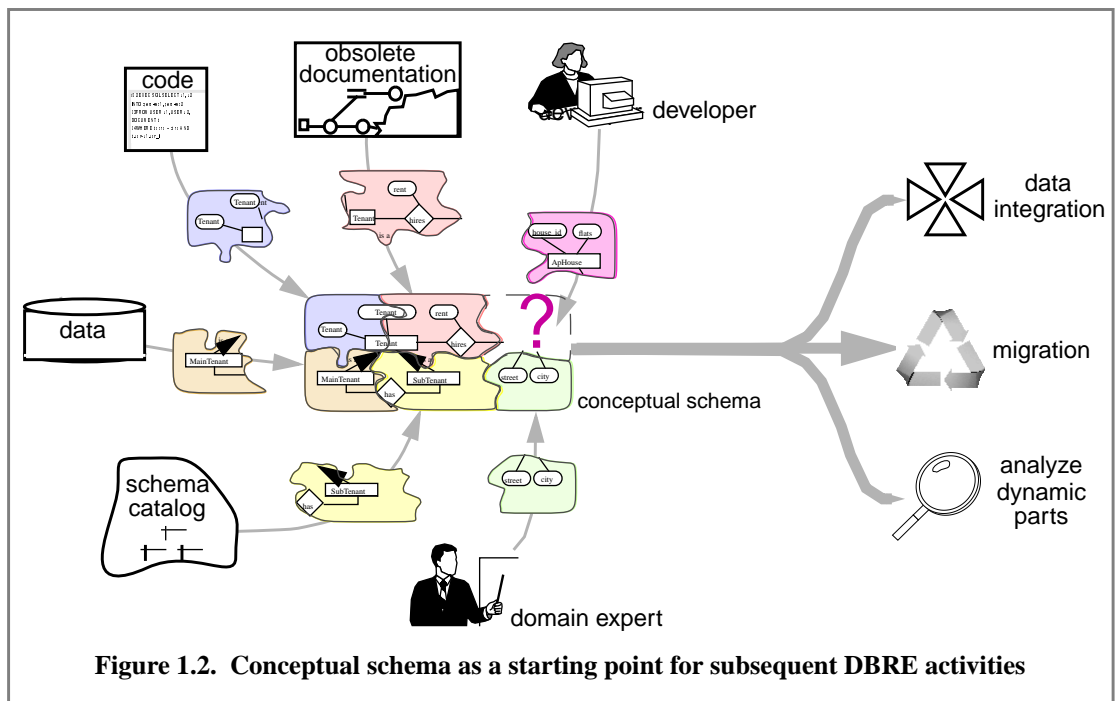 code
obsolete
documentation
developer
data
integration
Tenant
Tenant
rent
Tenant
hires
is a
house_id
flats
ApHouse
data
MainTenant
Tenant
rent
Tenant
Tenant
hires
?
MainTenant
SubTenant
has
street
city
conceptual schema
migration
schema
catalog
SubTenant
has
street
city
domain expert
analyze
dynamic
parts
Figure 1.2. Conceptual schema as a starting point for subsequent DBRE activities